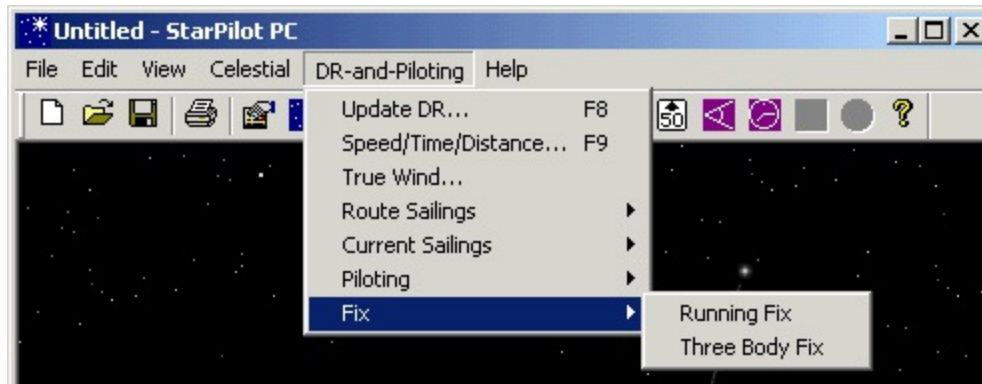 Untitled - StarPilot PC
File Edit View Celestial DR-and-Piloting Help
50
Update DR... F8
Speed/Time/Distance... F9
True Wind...
Route Sailings
Current Sailings
Piloting
Fix
Running Fix
Three Body Fix